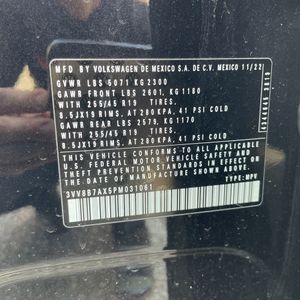 MFD BY VOLKSWAGEN DE MEXICO S.A. DE C.V. MEXICO 11/22
GVWR LBS 5071 KG 2300
GAWR FRONT LBS 2601, KG 1180
WITH 255/45 R19 TIRES,
8.5JX19 RIMS, AT 280 KPA, 41 PSI COLD
GAWR REAR LBS 2579, KG 1170
WITH 255/45 R19 TIRES,
8.5JX19 RIMS, AT 280 KPA, 41 PSI COLD
THIS VEHICLE CONFORMS TO ALL APPLICABLE
U.S. FEDERAL MOTOR VEHICLE SAFETY
AND THEFT PREVENTION STANDARDS IN
EFFECT ON THE DATE OF MANUFACTURE
SHOWN ABOVE.
3VV8B7AX5PM031061
TYPE: MPV